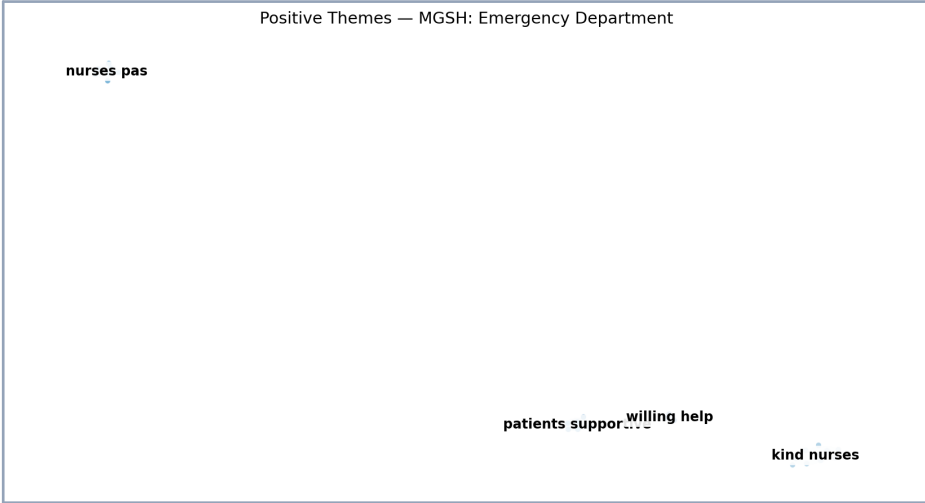 Positive Themes — MGSH: Emergency Department
nurses pas
patients supportive
willing help
kind nurses